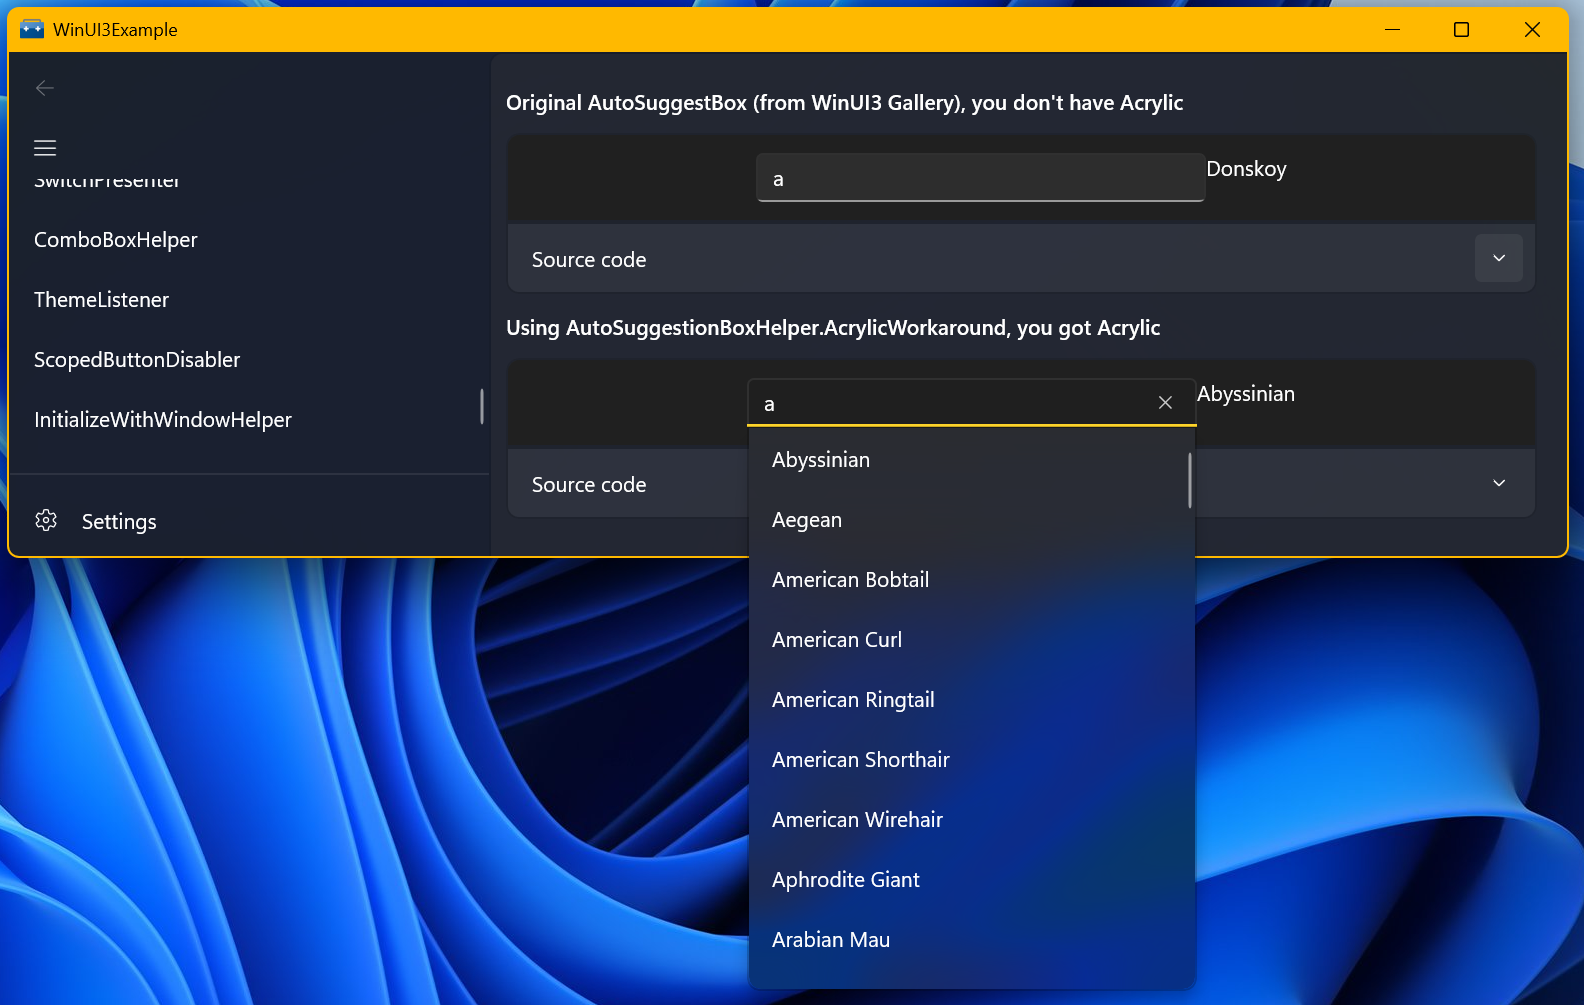 WinUI3Example
SwitchPresenter
ComboBoxHelper
ThemeListener
ScopedButtonDisabler
InitializeWithWindowHelper
Settings
Original AutoSuggestBox (from WinUI3 Gallery), you don't have Acrylic
a
Donskoy
Source code
Using AutoSuggestionBoxHelper.AcrylicWorkaround, you got Acrylic
a
Abyssinian
Source code
Abyssinian
Aegean
American Bobtail
American Curl
American Ringtail
American Shorthair
American Wirehair
Aphrodite Giant
Arabian Mau